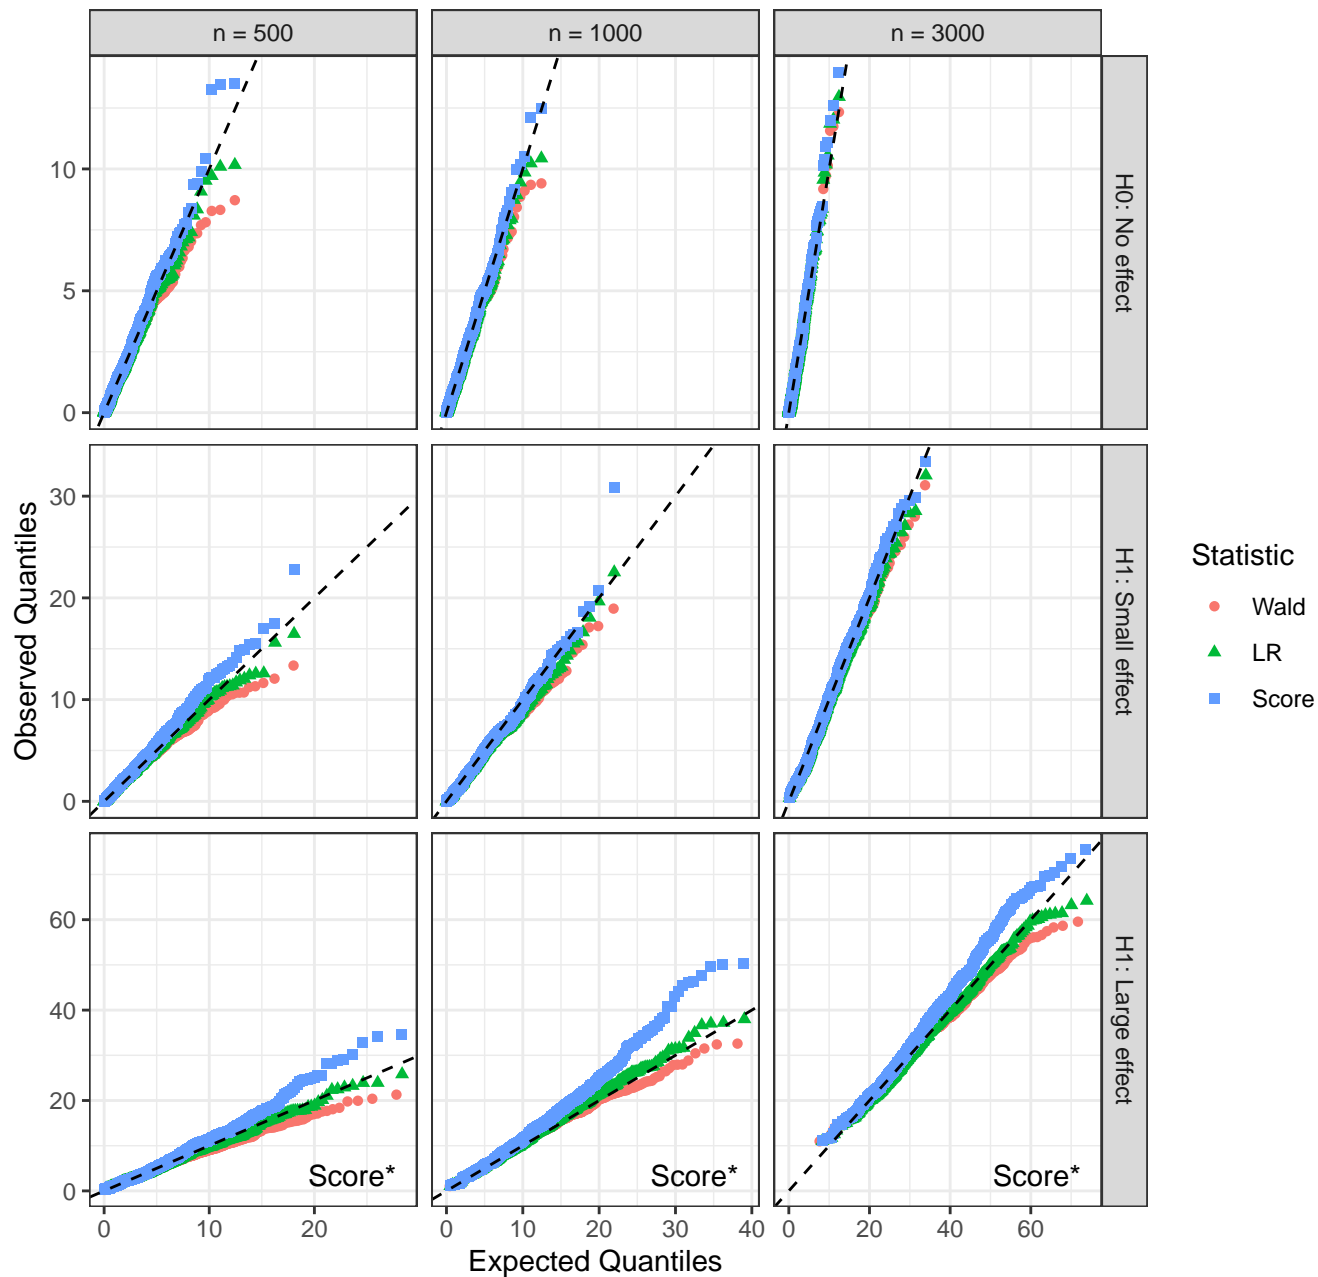 n = 500
n = 1000
n = 3000
10
5
0
H0: No effect
30
20
10
0
H1: Small effect
60
40
20
0
H1: Large effect
Score*
Score*
Score*
0
10
20
0
10
20
30
40
0
20
40
60
Expected Quantiles
Observed Quantiles
Statistic
Wald
LR
Score